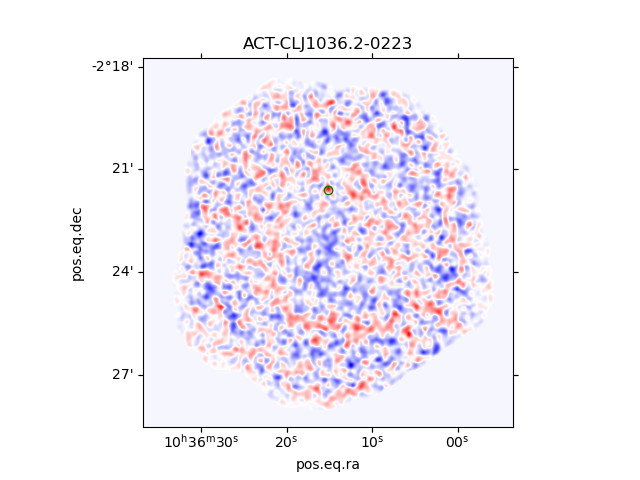 ACT-CLJ1036.2-0223
-2°18'
21'
24'
27'
pos.eq.dec
10ʰ36ᵐ30ˢ 20ˢ 10ˢ 00ˢ
pos.eq.ra